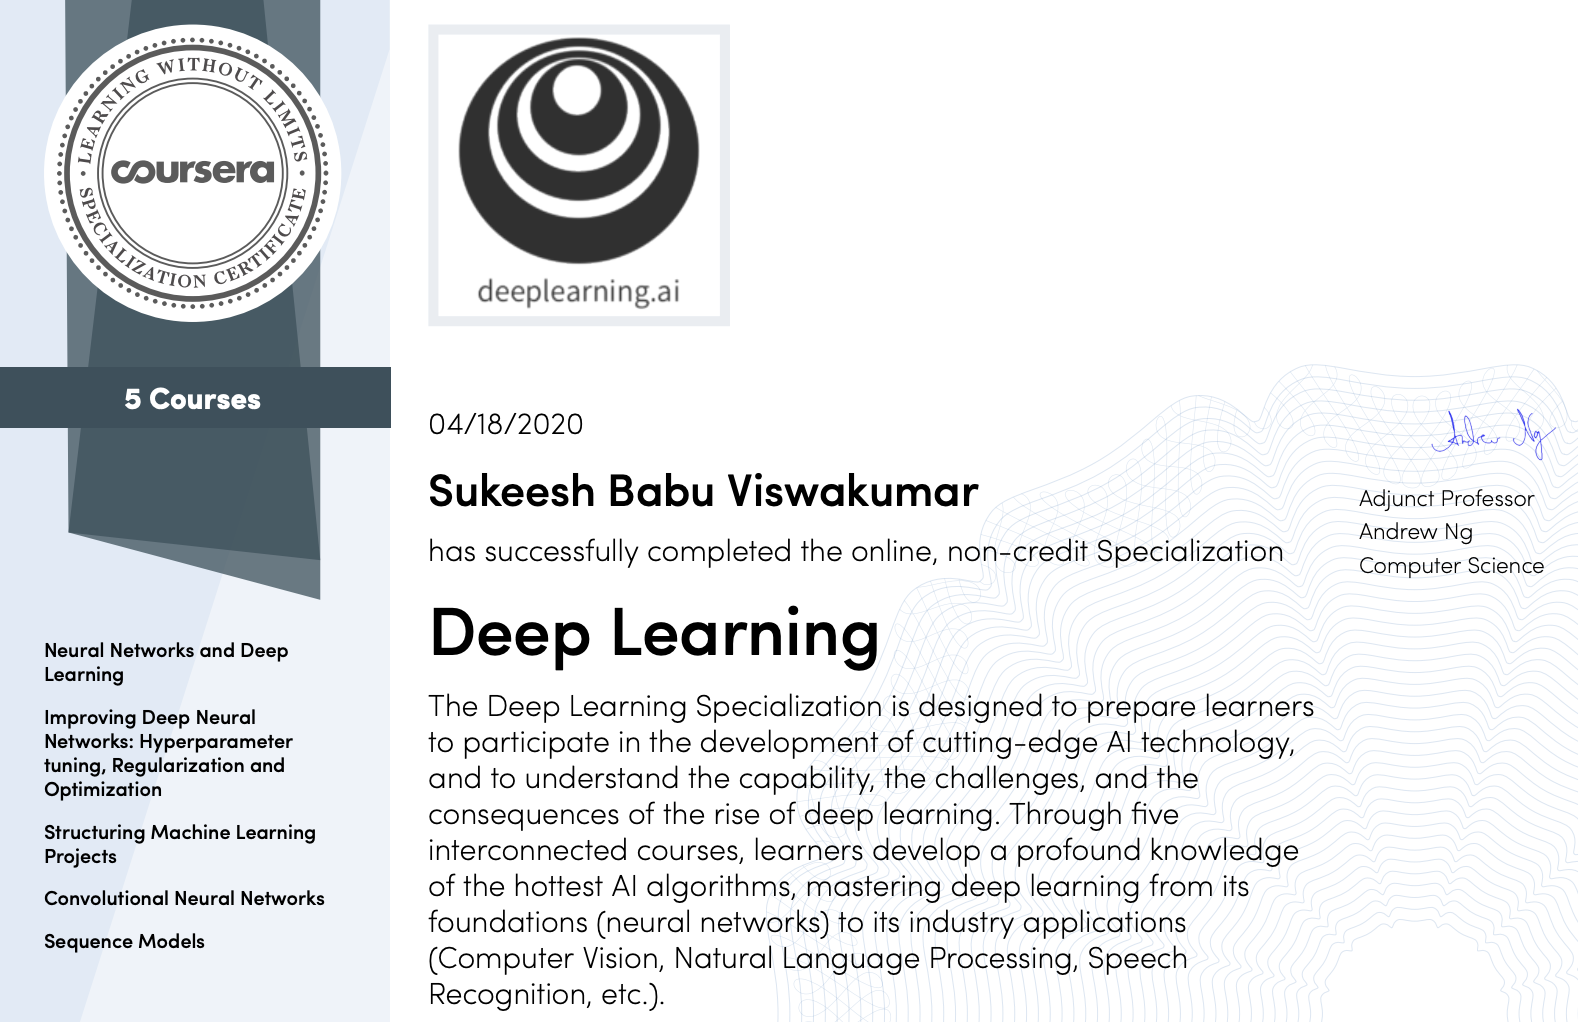 LEARNING WITHOUT LIMITS
coursera
SPECIALIZATION CERTIFICATE
5 Courses
Neural Networks and Deep
Learning
Improving Deep Neural
Networks: Hyperparameter
tuning, Regularization and
Optimization
Structuring Machine Learning
Projects
Convolutional Neural Networks
Sequence Models
deeplearning.ai
04/18/2020
Sukeesh Babu Viswakumar
has successfully completed the online, non-credit Specialization
Deep Learning
The Deep Learning Specialization is designed to prepare learners
to participate in the development of cutting-edge AI technology,
and to understand the capability, the challenges, and the
consequences of the rise of deep learning. Through five
interconnected courses, learners develop a profound knowledge
of the hottest AI algorithms, mastering deep learning from its
foundations (neural networks) to its industry applications
(Computer Vision, Natural Language Processing, Speech
Recognition, etc.).
Andrew Ng
Adjunct Professor
Andrew Ng
Computer Science